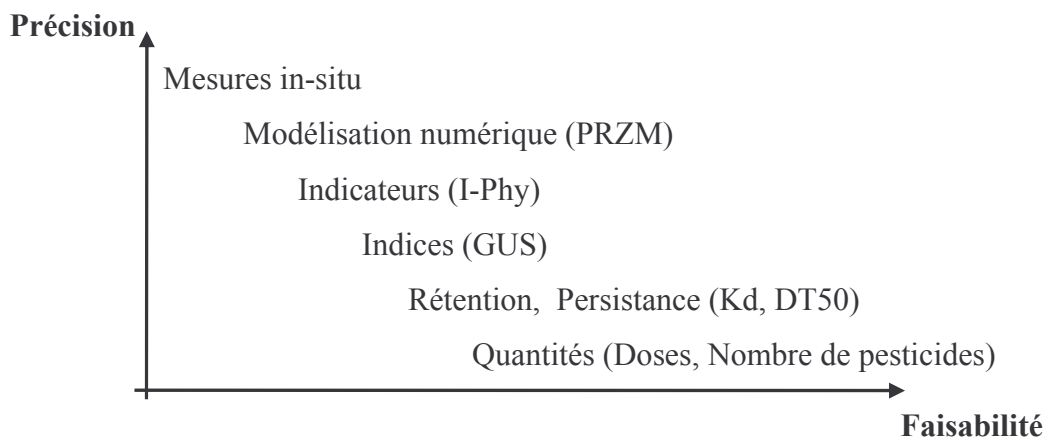 Précision
Mesures in-situ
Modélisation numérique (PRZM)
Indicateurs (I-Phy)
Indices (GUS)
Rétention, Persistance (Kd, DT50)
Quantités (Doses, Nombre de pesticides)
Faisabilité